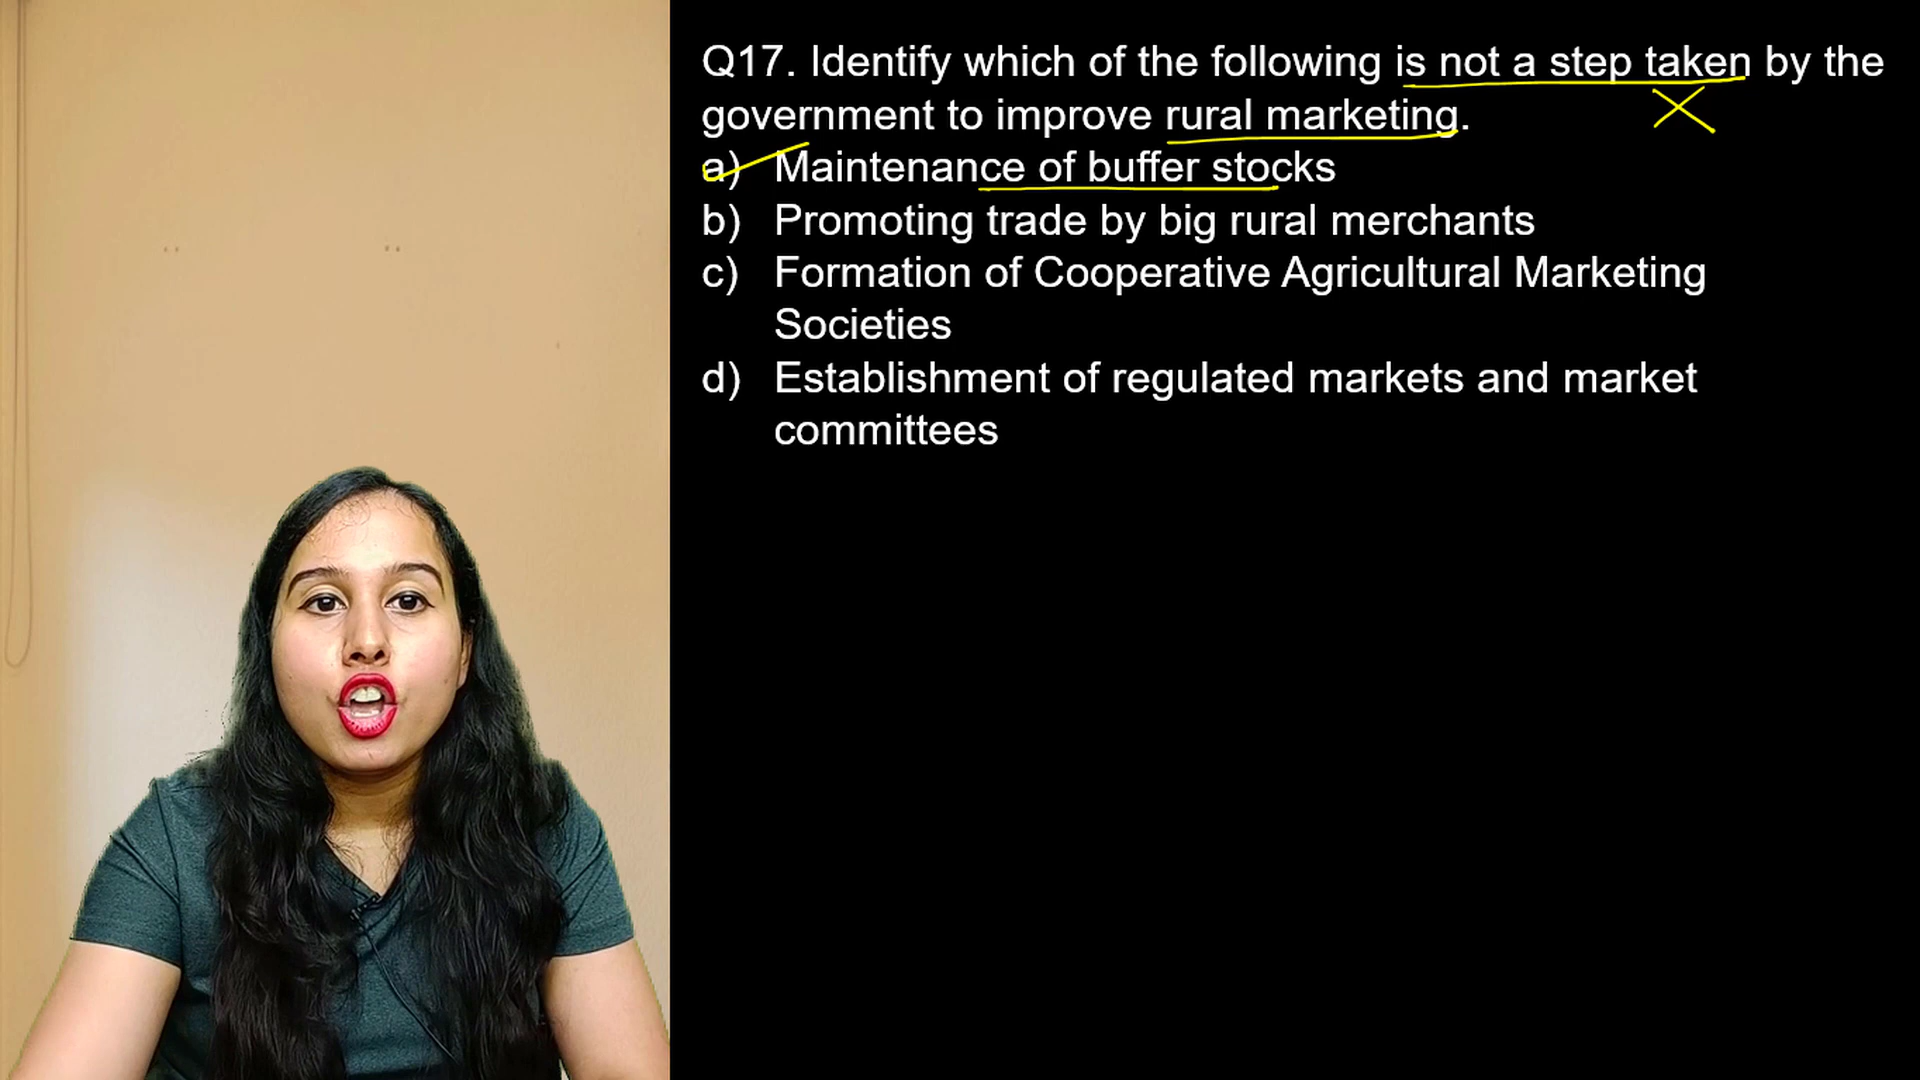 Q17. Identify which of the following is not a step taken by the
government to improve rural marketing.
a) Maintenance of buffer stocks
b) Promoting trade by big rural merchants
c) Formation of Cooperative Agricultural Marketing
Societies
d) Establishment of regulated markets and market
committees